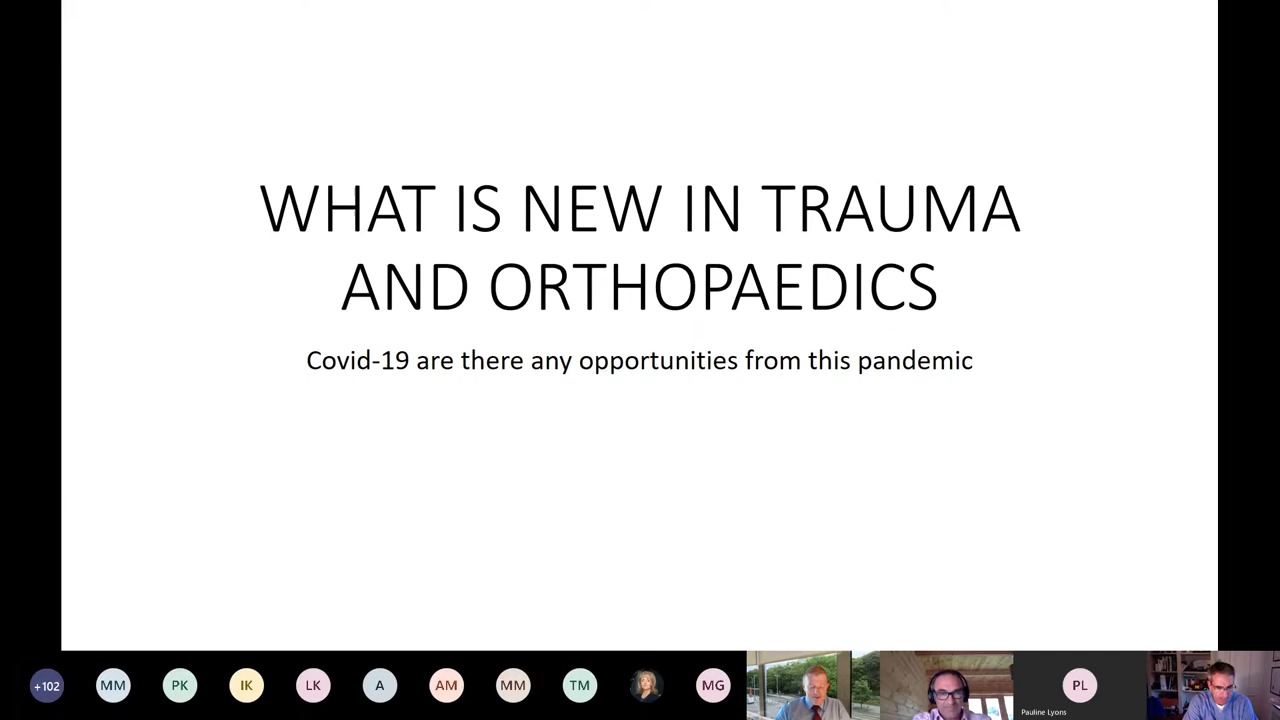 WHAT IS NEW IN TRAUMA
AND ORTHOPAEDICS
Covid-19 are there any opportunities from this pandemic
+102
MM
PK
IK
LK
A
AM
MM
TM
MG
PL
Pauline Lyons